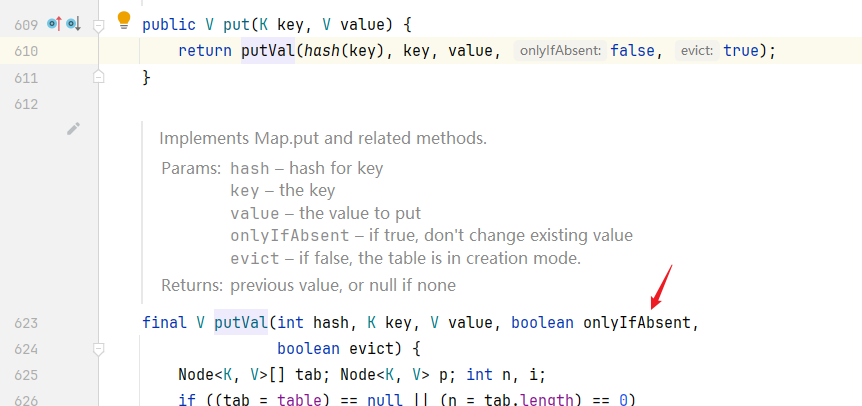 609 public V put(K key, V value) {
610 return putVal(hash(key), key, value, onlyIfAbsent: false, evict: true);
611 }
612
Implements Map.put and related methods.
Params: hash – hash for key
key – the key
value – the value to put
onlyIfAbsent – if true, don't change existing value
evict – if false, the table is in creation mode.
Returns: previous value, or null if none
623 final V putVal(int hash, K key, V value, boolean onlyIfAbsent,
624 boolean evict) {
625 Node<K, V>[] tab; Node<K, V> p; int n, i;
626 if ((tab = table) == null || (n = tab.length) == 0)